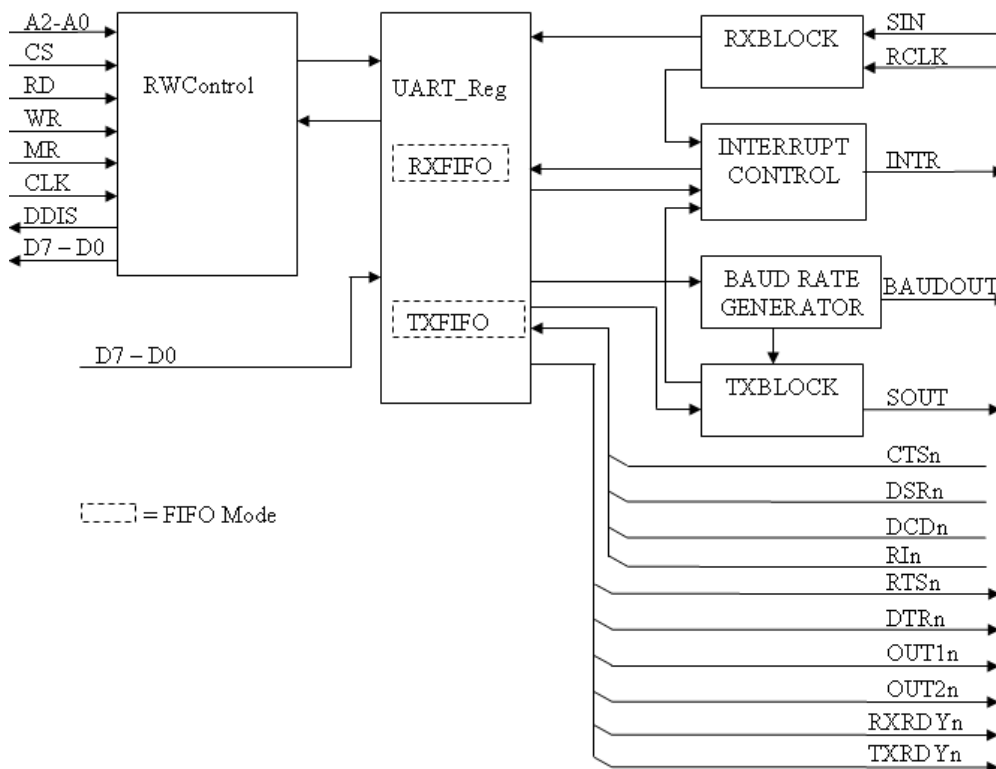 A2-A0
CS
RD
WR
MR
CLK
DDIS
D7 – D0
RWControl
D7 – D0
UART_Reg
RXFIFO
TXFIFO
RXBLOCK
INTERRUPT
CONTROL
BAUD RATE
GENERATOR
TXBLOCK
SIN
RCLK
INTR
BAUDOUT
SOUT
CTSn
DSRn
DCDn
RIn
RTSn
DTRn
OUT1n
OUT2n
RXRDYn
TXRDYn
= FIFO Mode